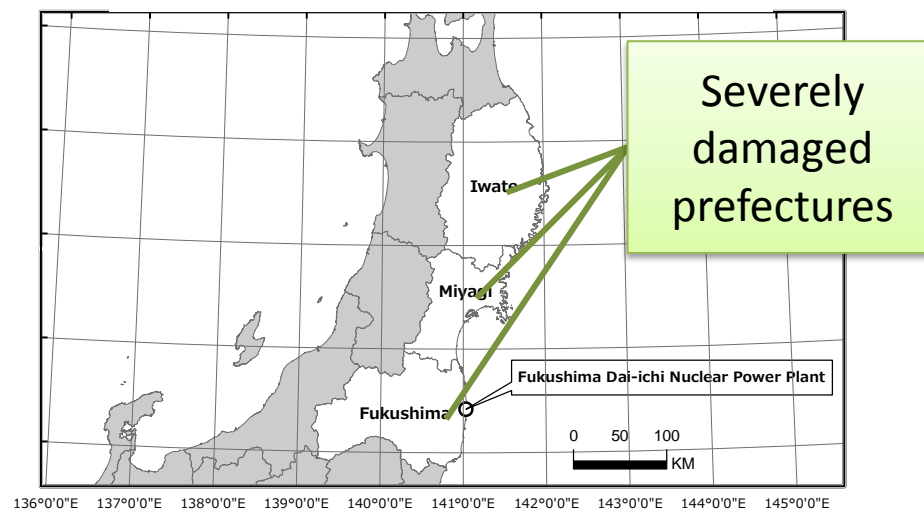 Severely
damaged
prefectures
Iwate
Miyagi
Fukushima Dai-ichi Nuclear Power Plant
Fukushima
0 50 100
KM
136°0'0"E 137°0'0"E 138°0'0"E 139°0'0"E 140°0'0"E 141°0'0"E 142°0'0"E 143°0'0"E 144°0'0"E 145°0'0"E